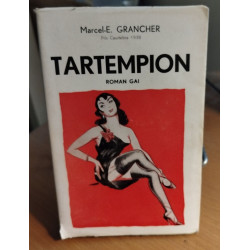 Marcel-E. GRANCHER
TARTEMPION
ROMAN GAI